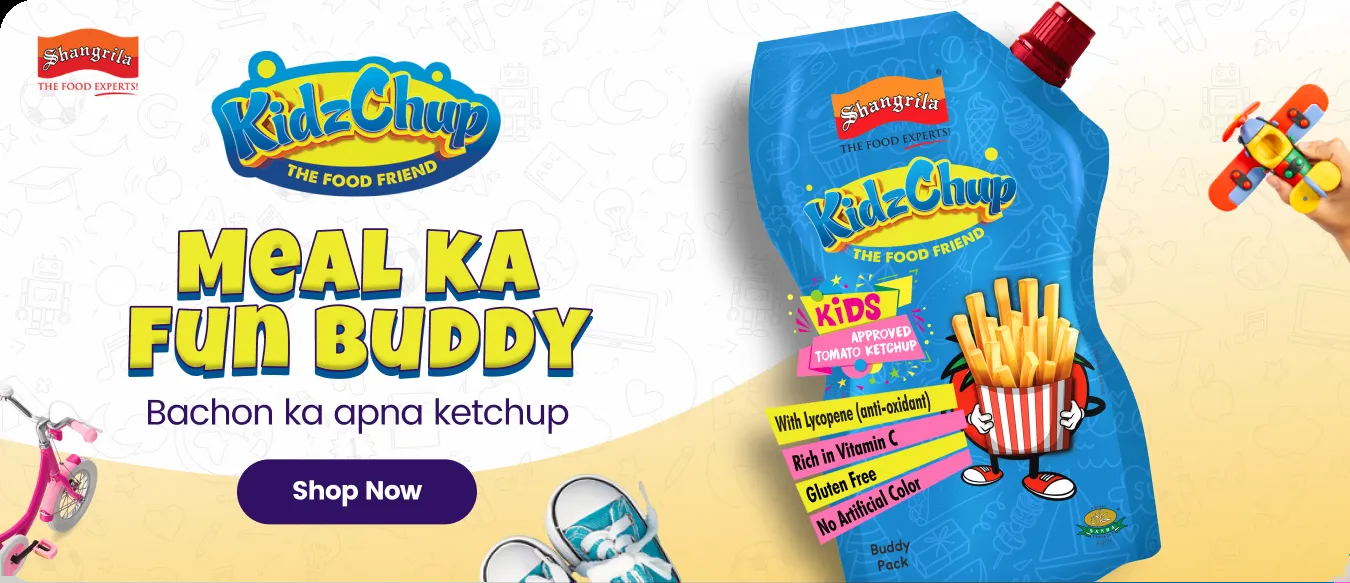 Shangrila
THE FOOD EXPERTS!
KidzChup
THE FOOD FRIEND
MEAL KA
FUN BUDDY
Bachon ka apna ketchup
Shop Now
Shangrila
THE FOOD EXPERTS!
KidzChup
THE FOOD FRIEND
KiDS
APPROVED
TOMATO KETCHUP
With Lycopene (anti-oxidant)
Rich in Vitamin C
Gluten Free
No Artificial Color
Buddy
Pack